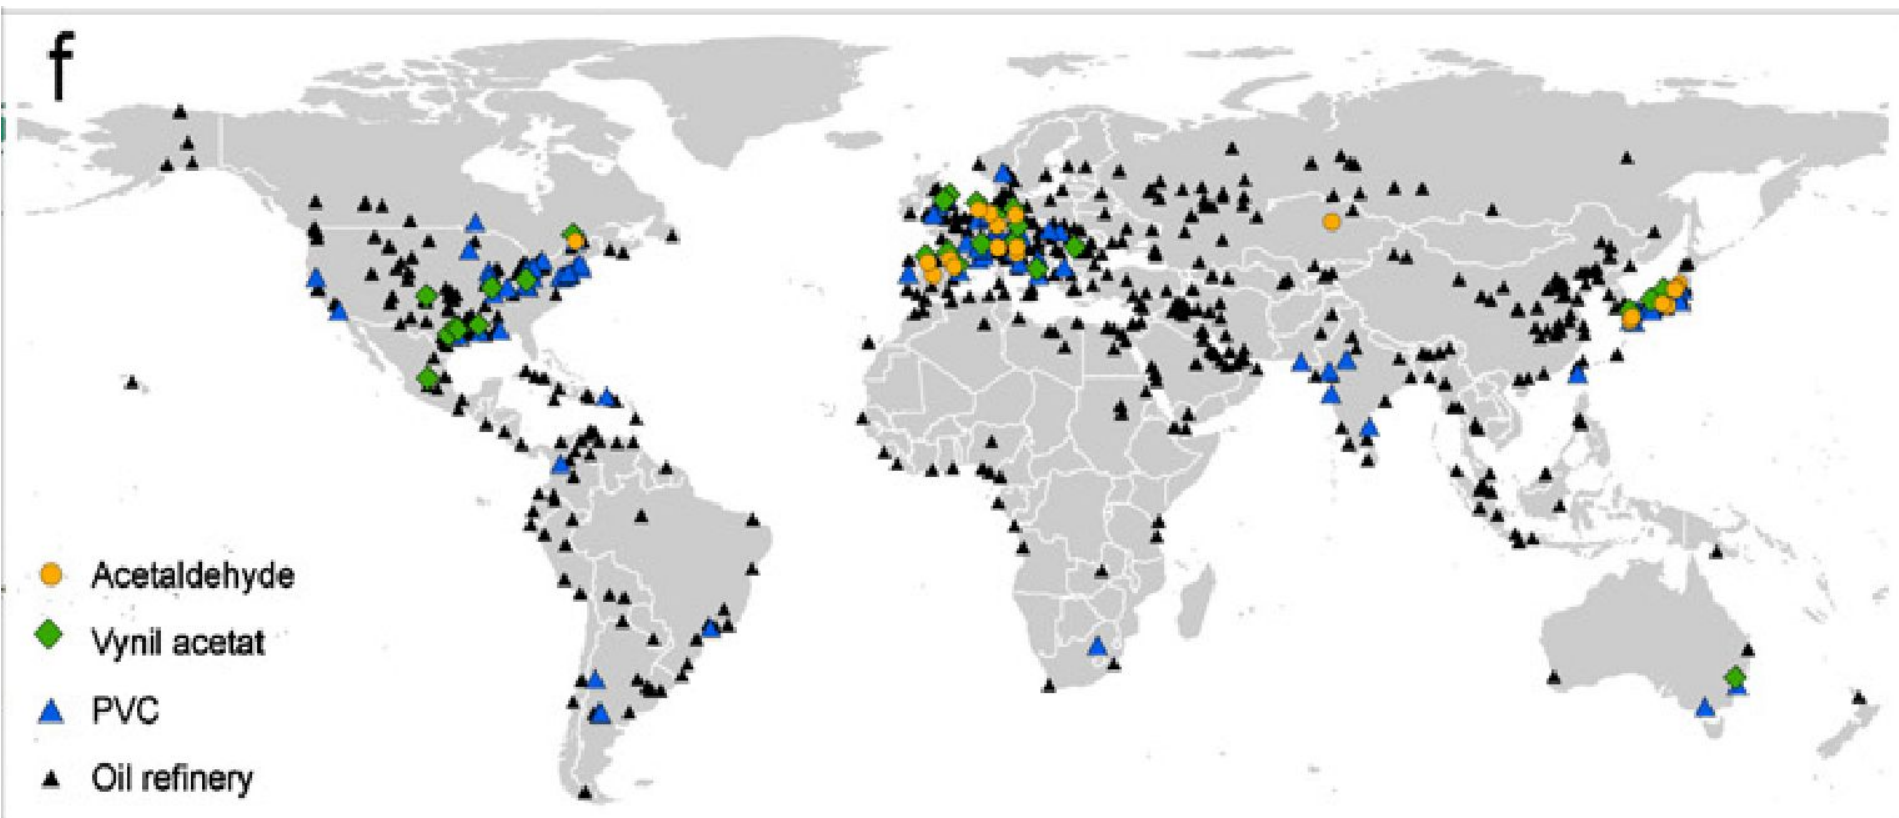 f
Acetaldehyde
Vynil acetat
PVC
Oil refinery